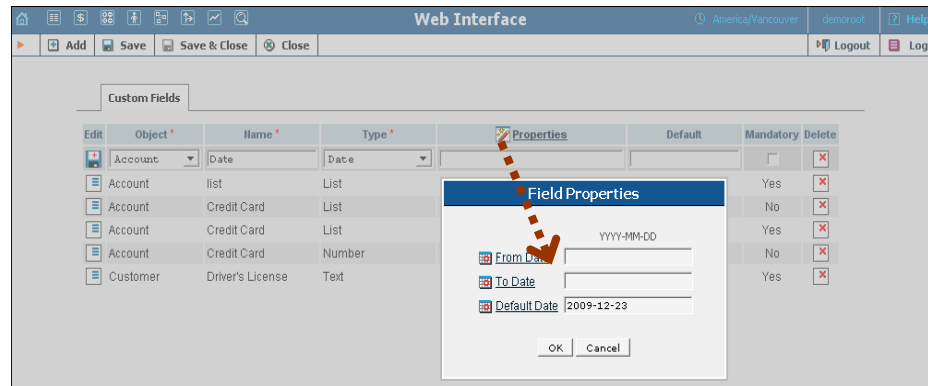 Web Interface America/Vancouver demoroot Help
Add Save Save & Close Close Logout Log
Custom Fields
Edit Object * Name * Type * Properties Default Mandatory Delete
Account Date Date
Account list List Yes
Account Credit Card List No
Account Credit Card List Yes
Account Credit Card Number No
Customer Driver's License Text Yes
Field Properties
YYYY-MM-DD
From Date
To Date
Default Date 2009-12-23
OK Cancel